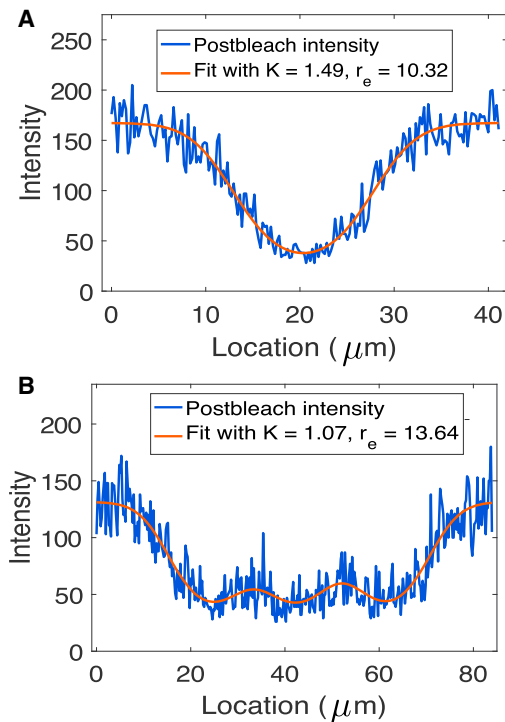 A
Postbleach intensity
Fit with K = 1.49, r_e = 10.32
250
200
150
100
50
0
Intensity
0 10 20 30 40
Location ( μm)
B
Postbleach intensity
Fit with K = 1.07, r_e = 13.64
200
150
100
50
0
Intensity
0 20 40 60 80
Location ( μm)